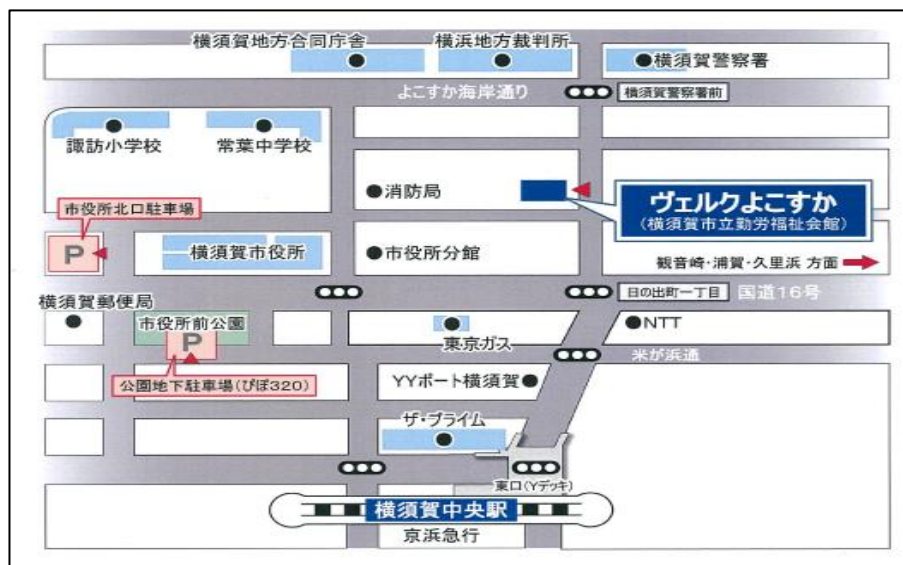 横須賀地方合同庁舎
横浜地方裁判所
横須賀警察署
よこすか海岸通り
横須賀警察署前
諏訪小学校
常葉中学校
消防局
市役所北口駐車場
P
横須賀市役所
市役所分館
ヴェルクよこすか
(横須賀市立勤労福祉会館)
観音崎・浦賀・久里浜 方面
横須賀郵便局
日の出町一丁目
国道16号
市役所前公園
P
東京ガス
NTT
米が浜通
公園地下駐車場(ぴぽ320)
YYポート横須賀
ザ・プライム
東口(Yデッキ)
横須賀中央駅
京浜急行